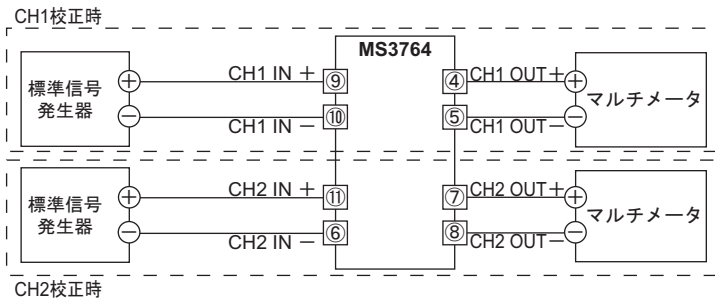 CH1校正時
MS3764
標準信号
発生器
+
−
CH1 IN +
CH1 IN −
⑨
⑩
④
⑤
CH1 OUT+
CH1 OUT−
+
−
マルチメータ
標準信号
発生器
+
−
CH2 IN +
CH2 IN −
⑪
⑥
⑦
⑧
CH2 OUT+
CH2 OUT−
+
−
マルチメータ
CH2校正時